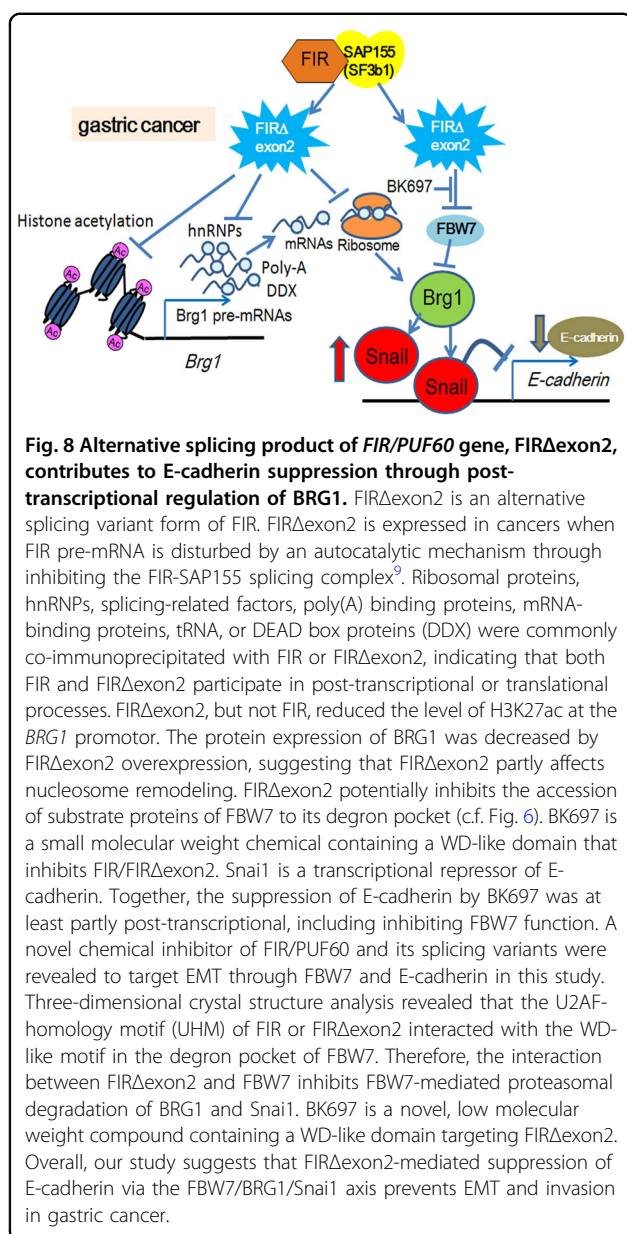 FIR
SAP155
(SF3b1)
gastric cancer
FIRΔ
exon2
FIRΔ
exon2
BK697
Histone acetylation
hnRNPs
mRNAs
Ribosome
FBW7
Ac
Ac
Ac
Ac
Poly-A
DDX
Brg1 pre-mRNAs
Brg1
Brg1
Snail
Snail
E-cadherin
E-cadherin
Fig. 8 Alternative splicing product of FIR/PUF60 gene, FIRΔexon2,
contributes to E-cadherin suppression through post-
transcriptional regulation of BRG1. FIRΔexon2 is an alternative
splicing variant form of FIR. FIRΔexon2 is expressed in cancers when
FIR pre-mRNA is disturbed by an autocatalytic mechanism through
inhibiting the FIR-SAP155 splicing complex9. Ribosomal proteins,
hnRNPs, splicing-related factors, poly(A) binding proteins, mRNA-
binding proteins, tRNA, or DEAD box proteins (DDX) were commonly
co-immunoprecipitated with FIR or FIRΔexon2, indicating that both
FIR and FIRΔexon2 participate in post-transcriptional or translational
processes. FIRΔexon2, but not FIR, reduced the level of H3K27ac at the
BRG1 promotor. The protein expression of BRG1 was decreased by
FIRΔexon2 overexpression, suggesting that FIRΔexon2 partly affects
nucleosome remodeling. FIRΔexon2 potentially inhibits the accession
of substrate proteins of FBW7 to its degron pocket (c.f. Fig. 6). BK697 is
a small molecular weight chemical containing a WD-like domain that
inhibits FIR/FIRΔexon2. Snai1 is a transcriptional repressor of E-
cadherin. Together, the suppression of E-cadherin by BK697 was at
least partly post-transcriptional, including inhibiting FBW7 function. A
novel chemical inhibitor of FIR/PUF60 and its splicing variants were
revealed to target EMT through FBW7 and E-cadherin in this study.
Three-dimensional crystal structure analysis revealed that the U2AF-
homology motif (UHM) of FIR or FIRΔexon2 interacted with the WD-
like motif in the degron pocket of FBW7. Therefore, the interaction
between FIRΔexon2 and FBW7 inhibits FBW7-mediated proteasomal
degradation of BRG1 and Snai1. BK697 is a novel, low molecular
weight compound containing a WD-like domain targeting FIRΔexon2.
Overall, our study suggests that FIRΔexon2-mediated suppression of
E-cadherin via the FBW7/BRG1/Snai1 axis prevents EMT and invasion
in gastric cancer.